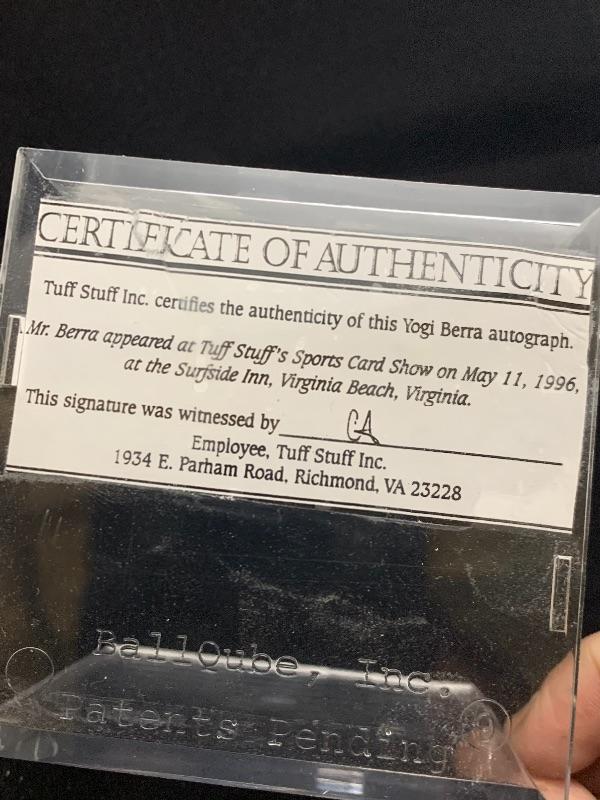 CERTIFICATE OF AUTHENTICITY
Tuff Stuff Inc. certifies the authenticity of this Yogi Berra autograph.
Mr. Berra appeared at Tuff Stuff's Sports Card Show on May 11, 1996,
at the Surfside Inn, Virginia Beach, Virginia.
This signature was witnessed by CA
Employee, Tuff Stuff Inc.
1934 E. Parham Road, Richmond, VA 23228
BallQube, Inc.
Patents Pending